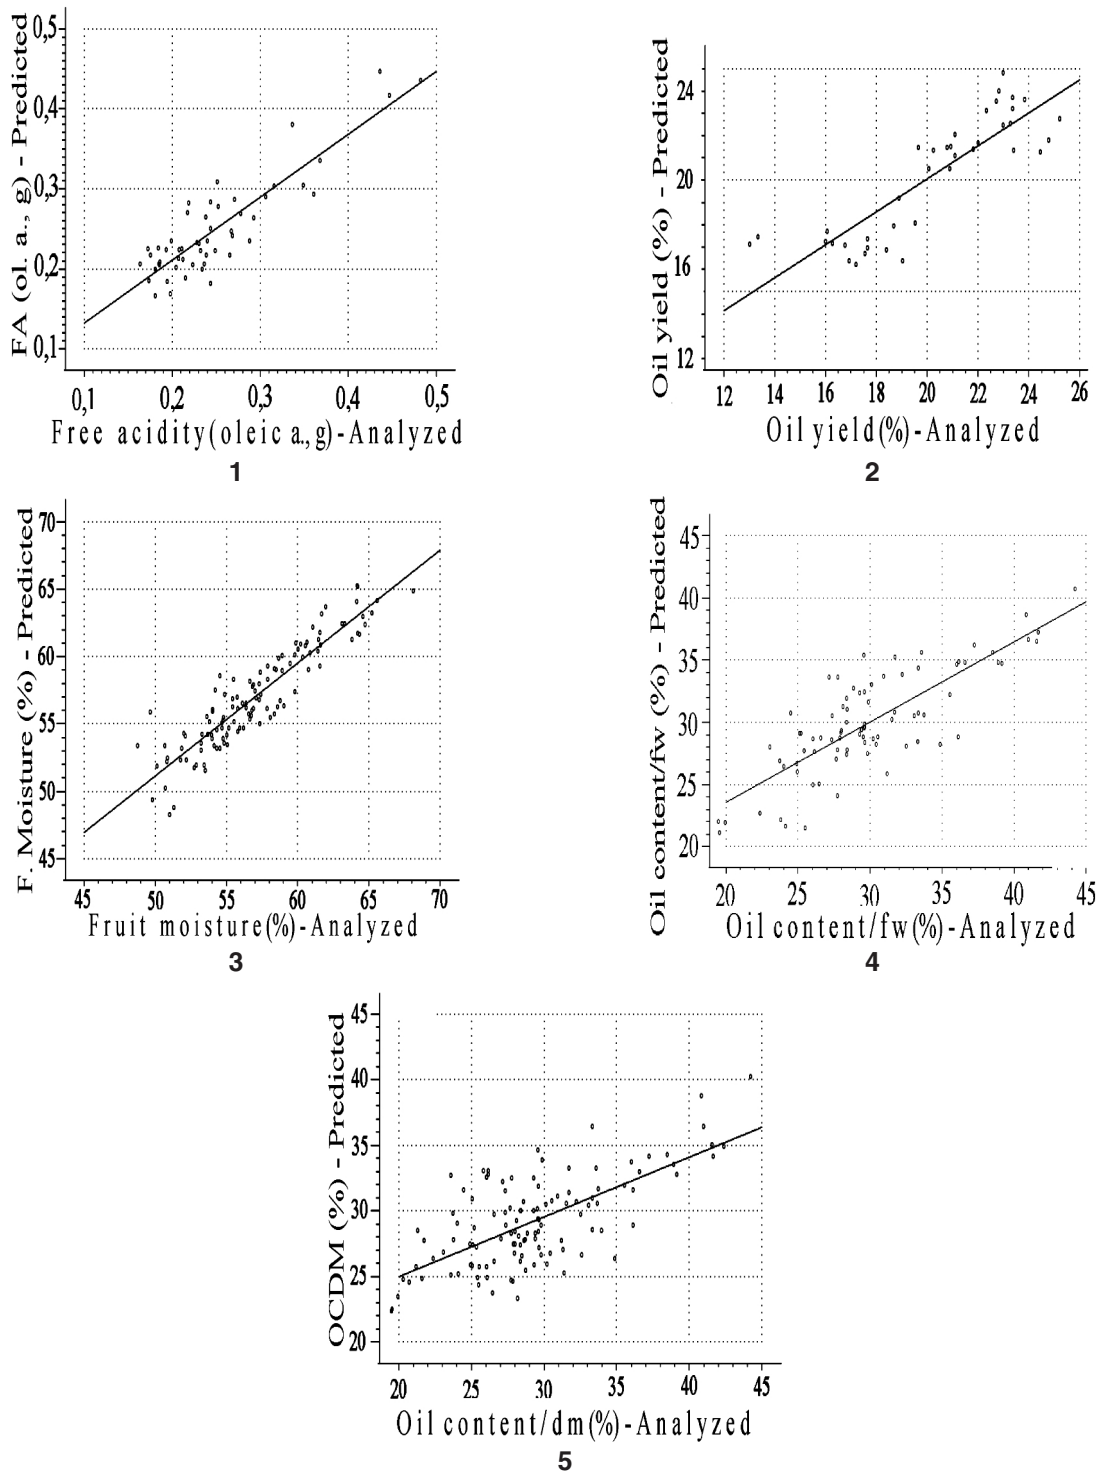 FA (ol. a., g) - Predicted
0,5
0,4
0,3
0,2
0,1
0,1 0,2 0,3 0,4 0,5
Free acidity(oleic a.,g)-Analyzed
1
Oil yield (%) - Predicted
24
20
16
12
12 14 16 18 20 22 24 26
Oil yield(%)-Analyzed
2
F. Moisture (%) - Predicted
70
65
60
55
50
45
45 50 55 60 65 70
Fruit moisture(%)-Analyzed
3
Oil content/fw (%) - Predicted
45
40
35
30
25
20
20 25 30 35 40 45
Oil content/fw(%)-Analyzed
4
OCDM (%) - Predicted
45
40
35
30
25
20
20 25 30 35 40 45
Oil content/dm(%)-Analyzed
5